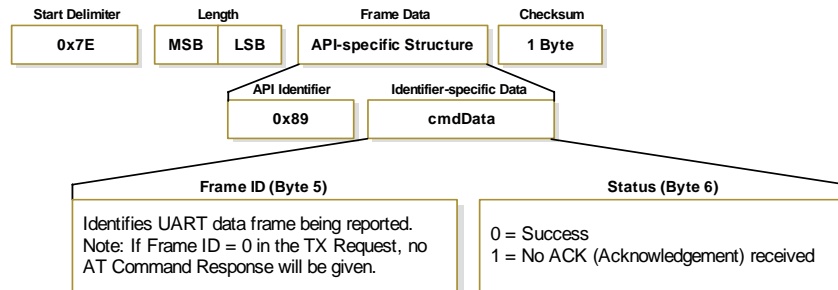 Start Delimiter Length Frame Data Checksum
0x7E MSB LSB API-specific Structure 1 Byte
API Identifier Identifier-specific Data
0x89 cmdData
Frame ID (Byte 5)
Identifies UART data frame being reported.
Note: If Frame ID = 0 in the TX Request, no
AT Command Response will be given.
Status (Byte 6)
0 = Success
1 = No ACK (Acknowledgement) received